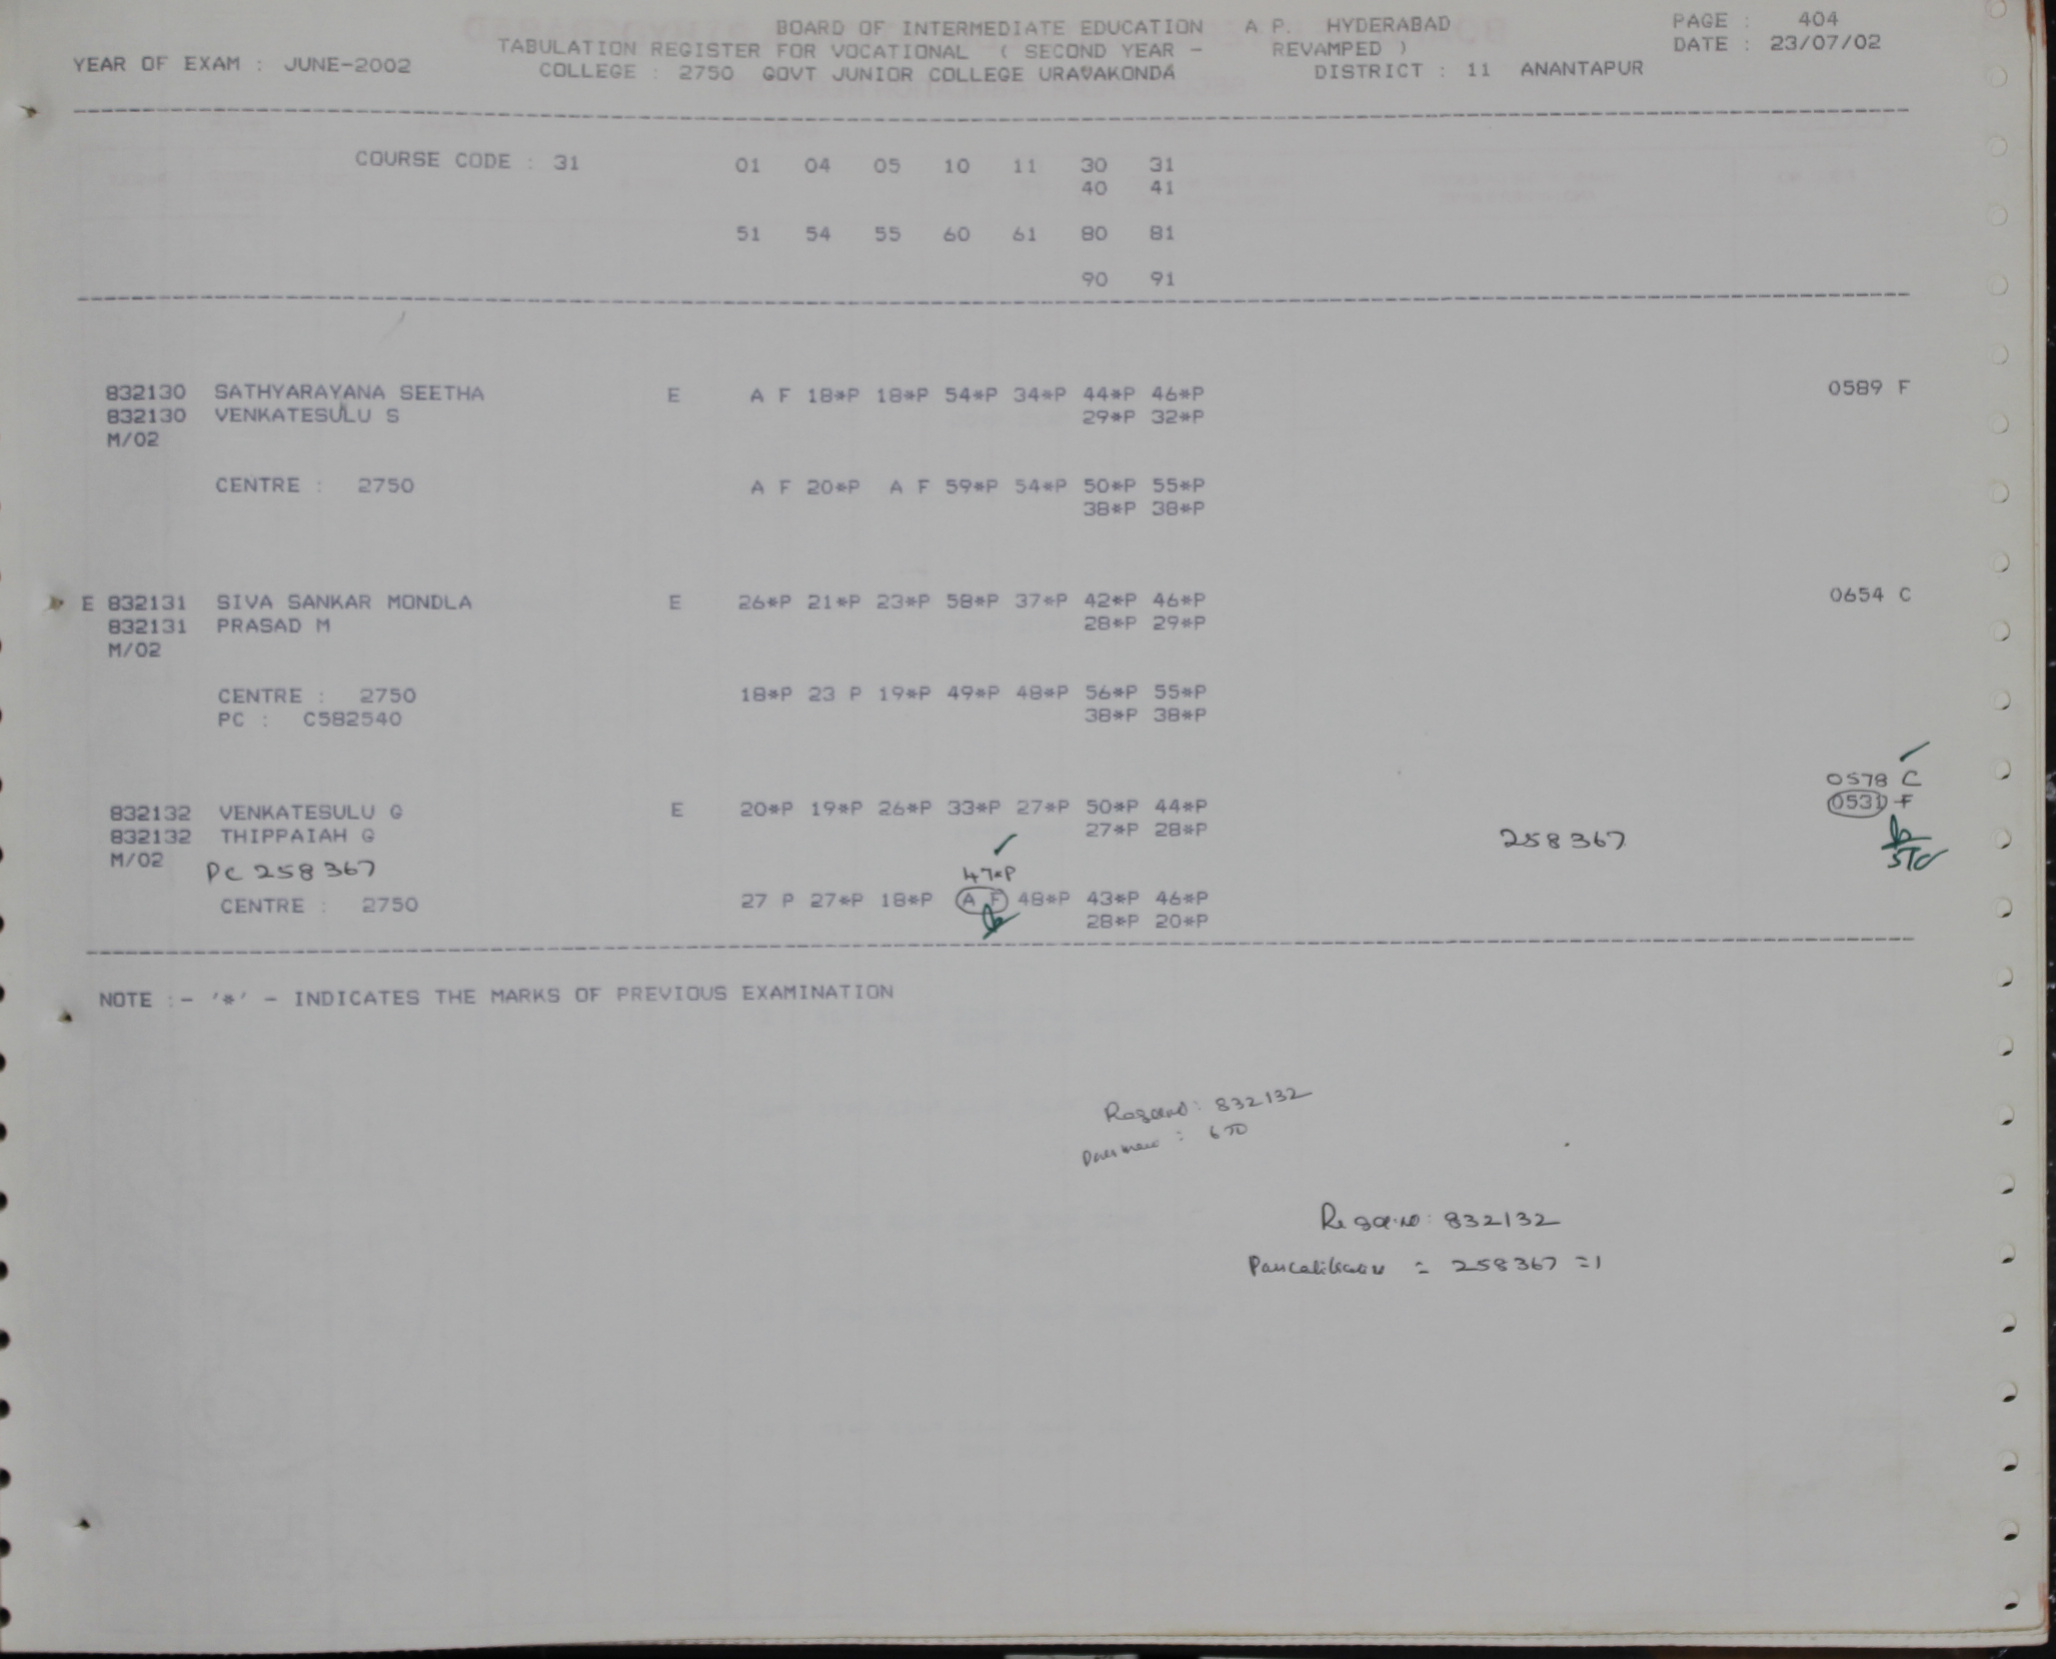 BOARD OF INTERMEDIATE EDUCATION A P. HYDERABAD PAGE : 404
TABULATION REGISTER FOR VOCATIONAL ( SECOND YEAR - REVAMPED ) DATE : 23/07/02
YEAR OF EXAM : JUNE-2002 COLLEGE : 2750 GOVT JUNIOR COLLEGE URAVAKONDA DISTRICT : 11 ANANTAPUR
COURSE CODE : 31 01 04 05 10 11 30 31
40 41
51 54 55 60 61 80 81
90 91
832130 SATHYARAYANA SEETHA E A F 18*P 18*P 54*P 34*P 44*P 46*P 0589 F
832130 VENKATESULU S 29*P 32*P
M/02
CENTRE : 2750 A F 20*P A F 59*P 54*P 50*P 55*P
38*P 38*P
E 832131 SIVA SANKAR MONDLA E 26*P 21*P 23*P 58*P 37*P 42*P 46*P 0654 C
832131 PRASAD M 28*P 29*P
M/02
CENTRE : 2750 18*P 23 P 19*P 49*P 48*P 56*P 55*P
PC : C582540 38*P 38*P
0578 C
832132 VENKATESULU G E 20*P 19*P 26*P 33*P 27*P 50*P 44*P 0531 F
832132 THIPPAIAH G 27*P 28*P 258367
M/02 PC 258367 47*P
CENTRE : 2750 27 P 27*P 18*P A F 48*P 43*P 46*P
28*P 20*P
NOTE :- '*' - INDICATES THE MARKS OF PREVIOUS EXAMINATION
: 832132
:
: 832132
= 258367 =1